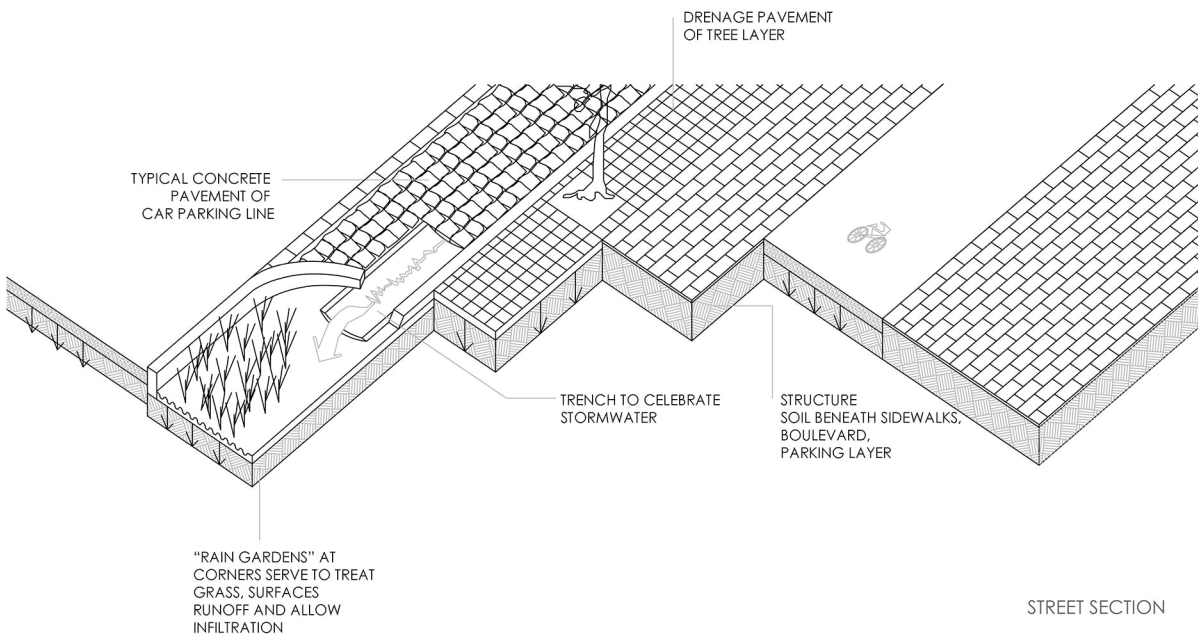 DRENAGE PAVEMENT
OF TREE LAYER
TYPICAL CONCRETE
PAVEMENT OF
CAR PARKING LINE
TRENCH TO CELEBRATE
STORMWATER
STRUCTURE
SOIL BENEATH SIDEWALKS,
BOULEVARD,
PARKING LAYER
“RAIN GARDENS” AT
CORNERS SERVE TO TREAT
GRASS, SURFACES
RUNOFF AND ALLOW
INFILTRATION
STREET SECTION